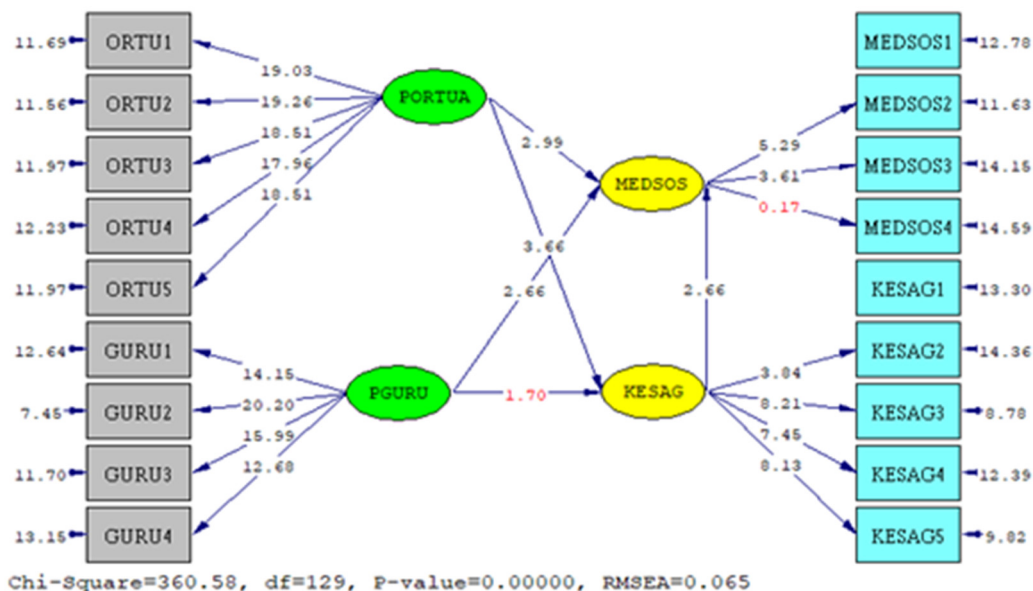 11.69 ORTU1 MEDSOS1 12.78
19.03
11.56 ORTU2 19.26 PORTUA MEDSOS2 11.63
18.51 2.99 5.29
11.97 ORTU3 17.96 MEDSOS 3.61 MEDSOS3 14.15
18.51 0.17
12.23 ORTU4 MEDSOS4 14.59
3.66
11.97 ORTU5 2.66 2.66 KESAG1 13.30
12.64 GURU1 KESAG2 14.36
14.15 3.84
7.45 GURU2 20.20 PGURU 1.70 KESAG 8.21 KESAG3 8.78
15.99 7.45
11.70 GURU3 12.68 8.13 KESAG4 12.39
13.15 GURU4 KESAG5 9.82
Chi-Square=360.58, df=129, P-value=0.00000, RMSEA=0.065